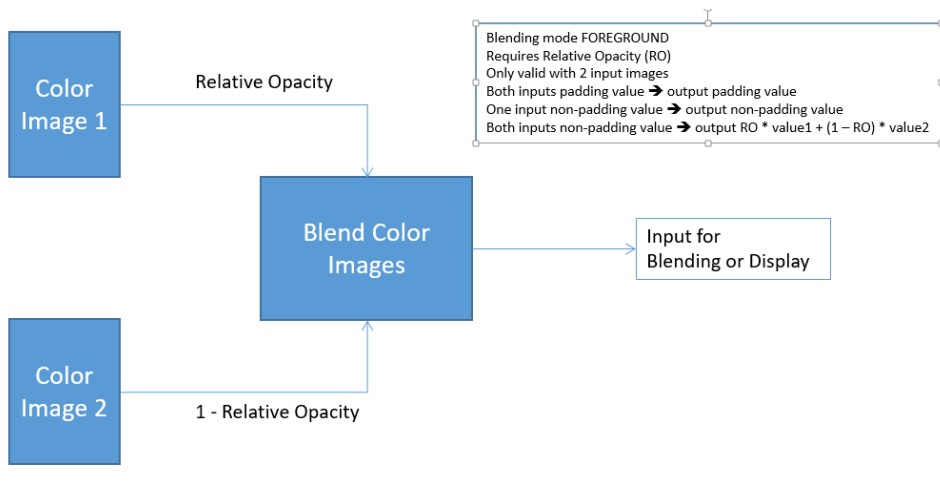 Color
Image 1
Relative Opacity
Blending mode FOREGROUND
Requires Relative Opacity (RO)
Only valid with 2 input images
Both inputs padding value 🡺 output padding value
One input non-padding value 🡺 output non-padding value
Both inputs non-padding value 🡺 output RO * value1 + (1 – RO) * value2
Blend Color
Images
Input for
Blending or Display
Color
Image 2
1 - Relative Opacity